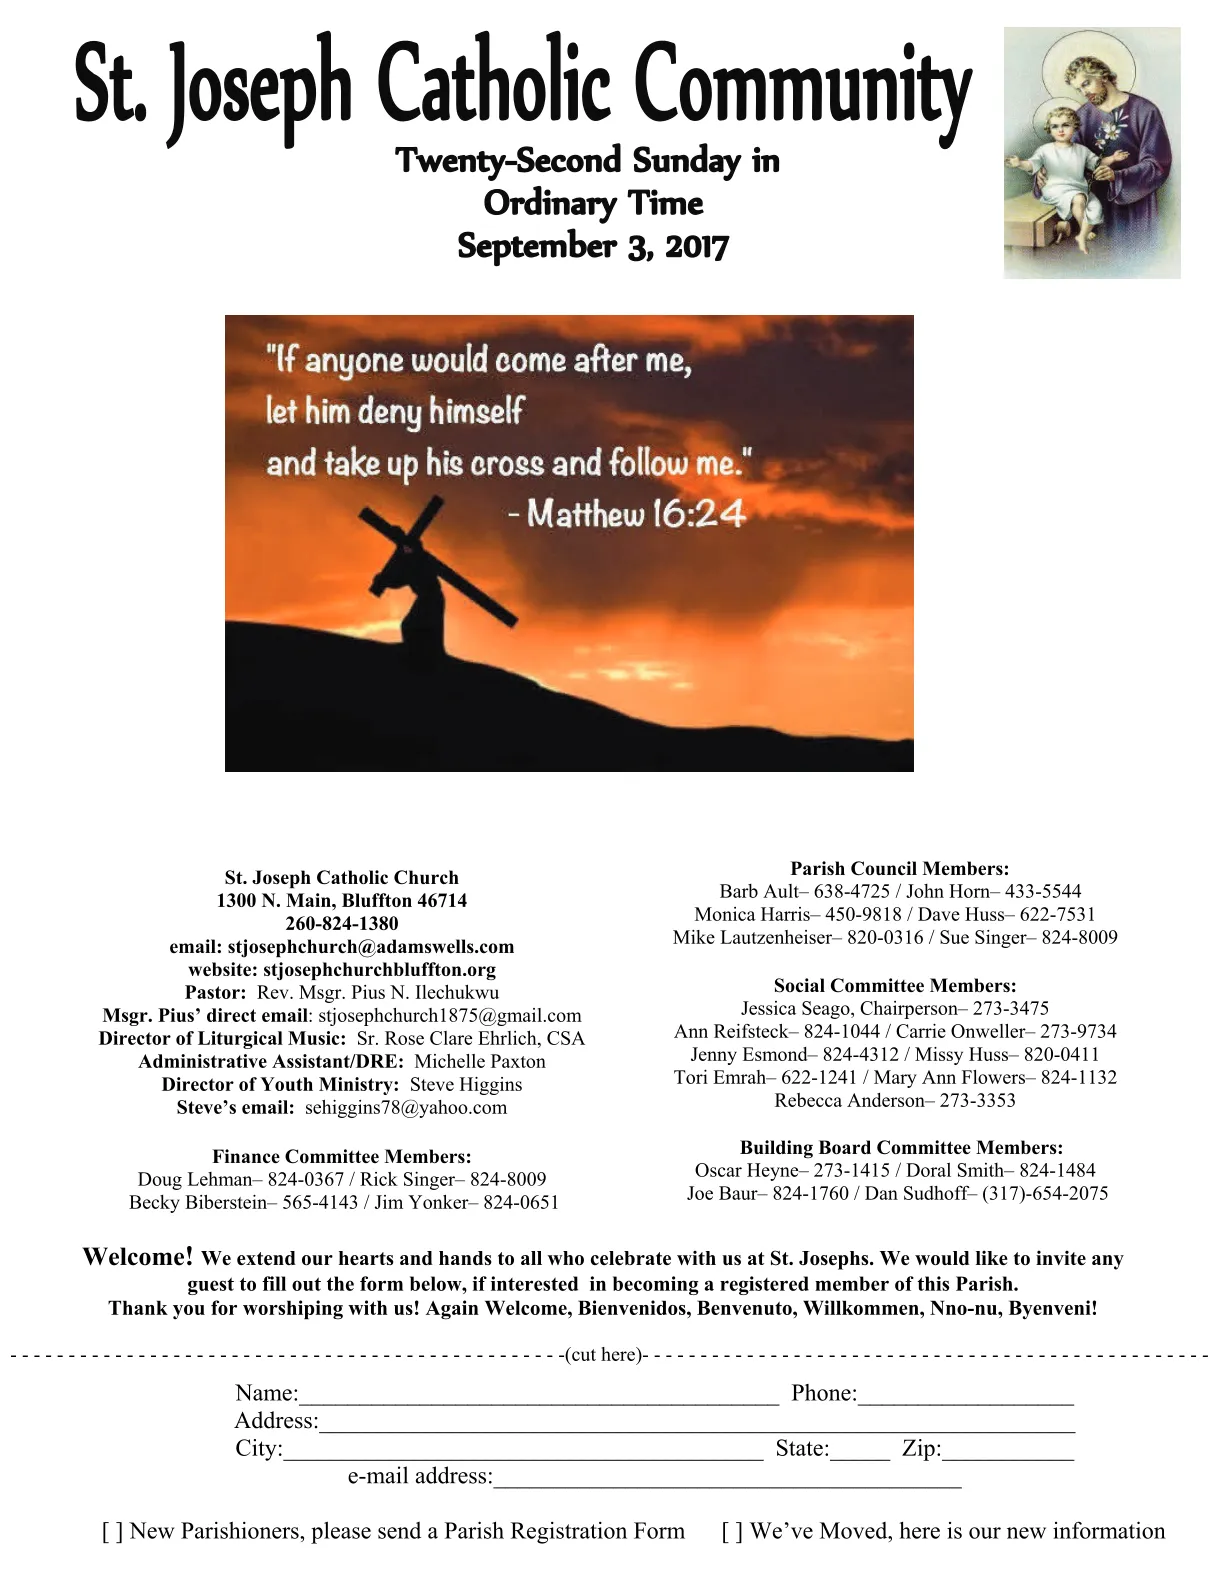 St. Joseph Catholic Community
Twenty-Second Sunday in
Ordinary Time
September 3, 2017
"If anyone would come after me,
let him deny himself
and take up his cross and follow me."
- Matthew 16:24
St. Joseph Catholic Church
1300 N. Main, Bluffton 46714
260-824-1380
email: stjosephchurch@adamswells.com
website: stjosephchurchbluffton.org
Pastor: Rev. Msgr. Pius N. Ilechukwu
Msgr. Pius’ direct email: stjosephchurch1875@gmail.com
Director of Liturgical Music: Sr. Rose Clare Ehrlich, CSA
Administrative Assistant/DRE: Michelle Paxton
Director of Youth Ministry: Steve Higgins
Steve’s email: sehiggins78@yahoo.com
Finance Committee Members:
Doug Lehman– 824-0367 / Rick Singer– 824-8009
Becky Biberstein– 565-4143 / Jim Yonker– 824-0651
Parish Council Members:
Barb Ault– 638-4725 / John Horn– 433-5544
Monica Harris– 450-9818 / Dave Huss– 622-7531
Mike Lautzenheiser– 820-0316 / Sue Singer– 824-8009
Social Committee Members:
Jessica Seago, Chairperson– 273-3475
Ann Reifsteck– 824-1044 / Carrie Onweller– 273-9734
Jenny Esmond– 824-4312 / Missy Huss– 820-0411
Tori Emrah– 622-1241 / Mary Ann Flowers– 824-1132
Rebecca Anderson– 273-3353
Building Board Committee Members:
Oscar Heyne– 273-1415 / Doral Smith– 824-1484
Joe Baur– 824-1760 / Dan Sudhoff– (317)-654-2075
Welcome! We extend our hearts and hands to all who celebrate with us at St. Josephs. We would like to invite any
guest to fill out the form below, if interested in becoming a registered member of this Parish.
Thank you for worshiping with us! Again Welcome, Bienvenidos, Benvenuto, Willkommen, Nno-nu, Byenveni!
- - - - - - - - - - - - - - - - - - - - - - - - - - - - - - - - - - - - - - - - - - - - - - - -(cut here)- - - - - - - - - - - - - - - - - - - - - - - - - - - - - - - - - - - - - - - - - - - - - - - - -
Name:________________________________________ Phone:__________________
Address:_______________________________________________________________
City:________________________________________ State:_____ Zip:___________
e-mail address:_______________________________________
[ ] New Parishioners, please send a Parish Registration Form [ ] We’ve Moved, here is our new information